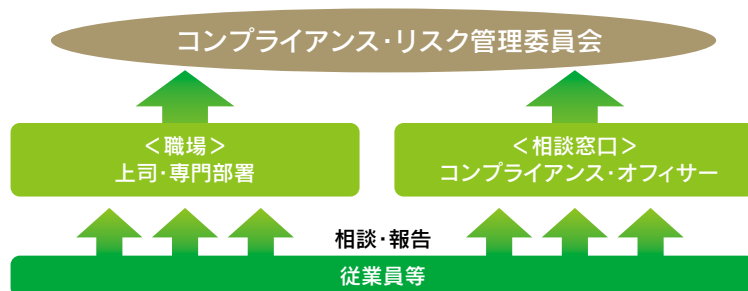 コンプライアンス・リスク管理委員会
＜職場＞
上司・専門部署
＜相談窓口＞
コンプライアンス・オフィサー
相談・報告
従業員等